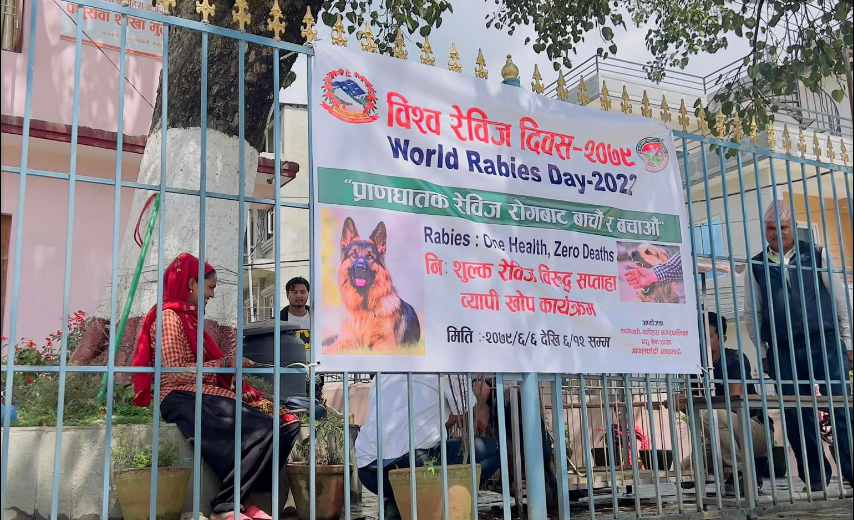 पशुसेवा शाखा
विश्व रेविज दिवस-२०७९
World Rabies Day-2022
"प्राणघातक रेविज रोगबाट बाचौं र बचाऔं"
Rabies : One Health, Zero Deaths
नि: शुल्क रेविज विरुद्ध सप्ताहा
व्यापी खोप कार्यक्रम
मिति :-२०७९/६/६ देखि ६/१२ सम्म